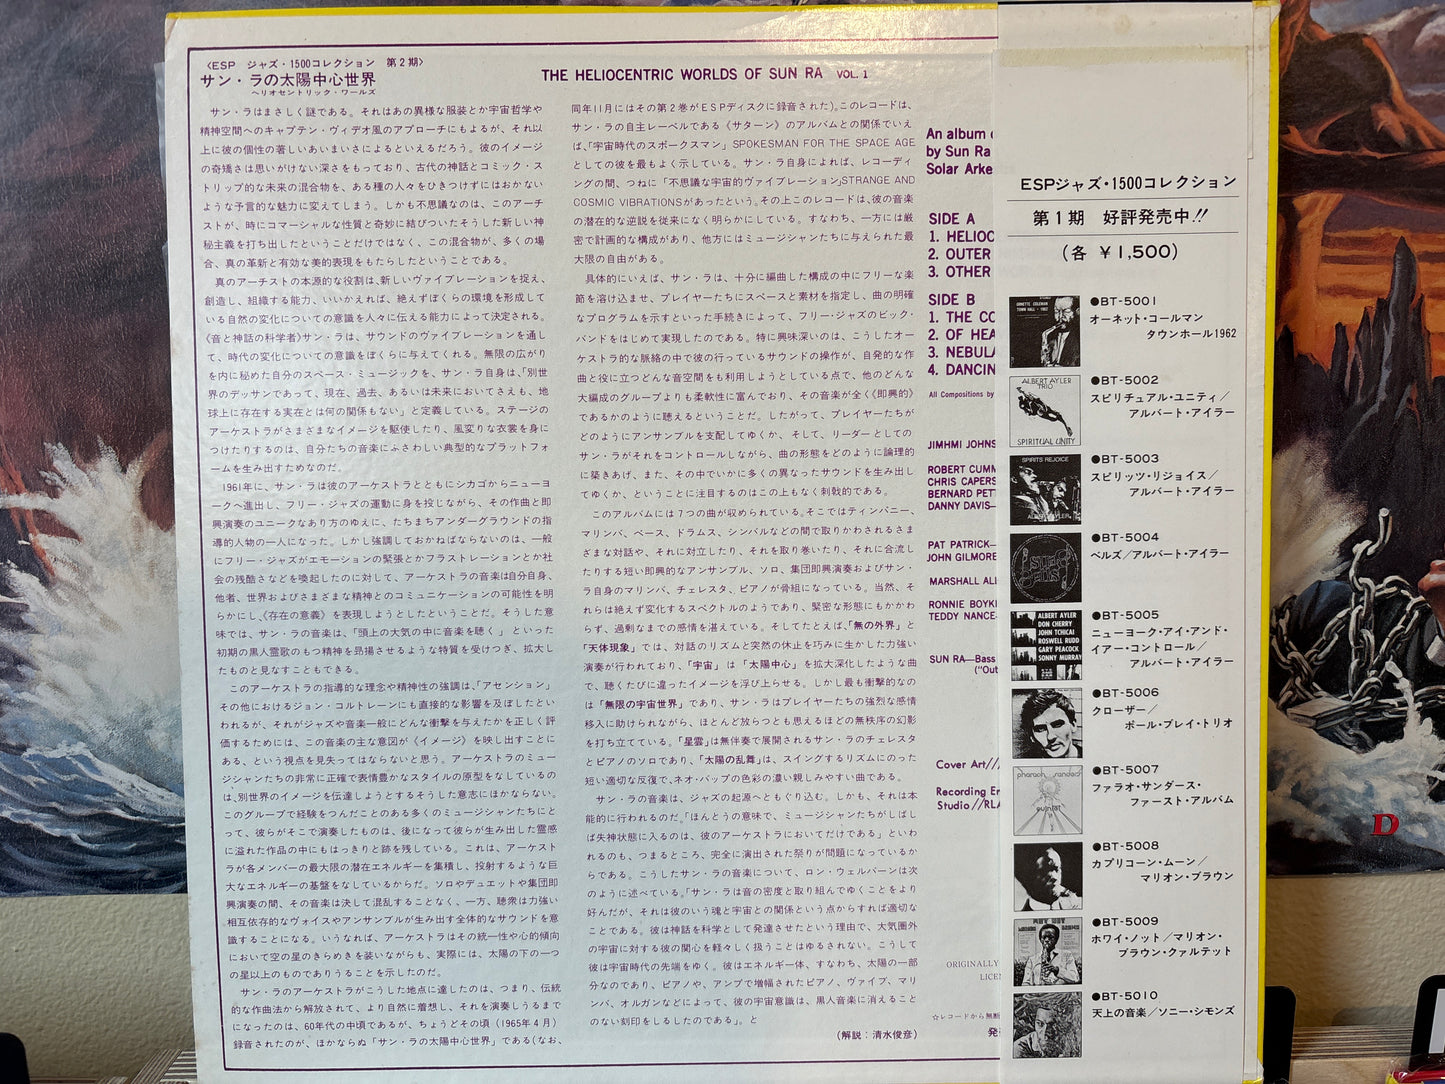 〈ESP ジャズ・1500コレクション 第2期〉
サン・ラの太陽中心世界
ヘリオセントリック・ワールズ
THE HELIOCENTRIC WORLDS OF SUN RA VOL. 1
サン・ラはまさしく謎である。それはあの異様な服装とか宇宙哲学や
精神空間へのキャプテン・ヴィデオ風のアプローチにもよるが、それ以
上に彼の個性の著しいあいまいさによるといえるだろう。彼のイメージ
の奇矯さは思いがけない深さをもっており、古代の神話とコミック・ス
トリップ的な未来の混合物を、ある種の人々をひきつけずにはおかない
ような予言的な魅力に変えてしまう。しかも不思議なのは、このアーチ
ストが、時にコマーシャルな性質と奇妙に結びついたそうした新しい神
秘主義を打ち出したということだけではなく、この混合物が、多くの場
合、真の革新と有効な美的表現をもたらしたということである。
真のアーチストの本源的な役割は、新しいヴァイブレーションを捉え、
創造し、組織する能力、いいかえれば、絶えずぼくらの環境を形成して
いる自然の変化についての意識を人々に伝える能力によって決定される。
《音と神話の科学者》サン・ラは、サウンドのヴァイブレーションを通し
て、時代の変化についての意識をぼくらに与えてくれる。無限の広がり
を内に秘めた自分のスペース・ミュージックを、サン・ラ自身は、「別世
界のデッサンであって、現在、過去、あるいは未来においてさえも、地
球上に存在する実在とは何の関係もない」と定義している。ステージの
アーケストラがさまざまなイメージを駆使したり、風変りな衣裳を身に
つけたりするのは、自分たちの音楽にふさわしい典型的なプラットフォ
ームを生み出すためなのだ。
1961年に、サン・ラは彼のアーケストラとともにシカゴからニューヨ
ークへ進出し、フリー・ジャズの運動に身を投じながら、その作曲と即
興演奏のユニークなあり方のゆえに、たちまちアンダーグラウンドの指
導的人物の一人になった。しかし強調しておかねばならないのは、一般
にフリー・ジャズがエモーションの緊張とかフラストレーションとか社
会の残酷さなどを喚起したのに対して、アーケストラの音楽は自分自身、
他者、世界およびさまざまな精神とのコミュニケーションの可能性を明
らかにし、《存在の意義》を表現しようとしたということだ。そうした意
味では、サン・ラの音楽は、「頭上の大気の中に音楽を聴く」といった
初期の黒人霊歌のもつ精神を昂揚させるような特質を受けつぎ、拡大し
たものと見なすこともできる。
このアーケストラの指導的な理念や精神性の強調は、「アセンション」
その他におけるジョン・コルトレーンにも直接的な影響を及ぼしたとい
われるが、それがジャズや音楽一般にどんな衝撃を与えたかを正しく評
価するためには、この音楽の主な意図が《イメージ》を映し出すことに
ある、という視点を見失ってはならないと思う。アーケストラのミュー
ジシャンたちの非常に正確で表情豊かなスタイルの原型をなしているの
は、別世界のイメージを伝達しようとするそうした意志にほかならない。
このグループで経験をつんだことのある多くのミュージシャンたちにと
って、彼らがそこで演奏したものは、後になって彼らが生み出した霊感
に溢れた作品の中にもはっきりと跡を残している。これは、アーケスト
ラが各メンバーの最大限の潜在エネルギーを集積し、投射するような巨
大なエネルギーの基盤をなしているからだ。ソロやデュエットや集団即
興演奏の間、その音楽は決して混乱することなく、一方、聴衆は力強い
相互依存的なヴォイスやアンサンブルが生み出す全体的なサウンドを意
識することになる。いうなれば、アーケストラはその統一性や心的傾向
において空の星のきらめきを装いながらも、実際には、太陽の下の一つ
の星以上のものでありうることを示したのだ。
サン・ラのアーケストラがこうした地点に達したのは、つまり、伝統
的な作曲法から解放されて、より自然に着想し、それを演奏しうるまで
になったのは、60年代の中頃であるが、ちょうどその頃（1965年4月）
録音されたのが、ほかならぬ「サン・ラの太陽中心世界」である（なお、
同年11月にはその第2巻がESPディスクに録音された）。このレコードは、
サン・ラの自主レーベルである《サターン》のアルバムとの関係でいえ
ば、「宇宙時代のスポークスマン」SPOKESMAN FOR THE SPACE AGE
としての彼を最もよく示している。サン・ラ自身によれば、レコーディ
ングの間、つねに「不思議な宇宙的ヴァイブレーション」STRANGE AND
COSMIC VIBRATIONSがあったという。その上このレコードは、彼の音楽
の潜在的な逆説を従来になく明らかにしている。すなわち、一方には厳
密で計画的な構成があり、他方にはミュージシャンたちに与えられた最
大限の自由がある。
具体的にいえば、サン・ラは、十分に編曲した構成の中にフリーな楽
節を溶け込ませ、プレイヤーたちにスペースと素材を指定し、曲の明確
なプログラムを示すといった手続きによって、フリー・ジャズのビッグ・
バンドをはじめて実現したのである。特に興味深いのは、こうしたオー
ケストラ的な脈絡の中で彼の行っているサウンドの操作が、自発的な作
曲と役に立つどんな音空間をも利用しようとしている点で、他のどんな
大編成のグループよりも柔軟性に富んでおり、その音楽が全く《即興的》
であるかのように聴えるということだ。したがって、プレイヤーたちが
どのようにアンサンブルを支配してゆくか、そして、リーダーとしての
サン・ラがそれをコントロールしながら、曲の形態をどのように論理的
に築きあげ、また、その中でいかに多くの異なったサウンドを生み出し
てゆくか、ということに注目するのはこの上もなく刺戟的である。
このアルバムには7つの曲が収められている。そこではティンパニー、
マリンバ、ベース、ドラムス、シンバルなどの間で取りかわされるさま
ざまな対話や、それに対立したり、それを取り巻いたり、それに合流し
たりする短い即興的なアンサンブル、ソロ、集団即興演奏およびサン・
ラ自身のマリンバ、チェレスタ、ピアノが骨組になっている。当然、そ
れらは絶えず変化するスペクトルのようであり、緊密な形態にもかかわ
らず、過剰なまでの感情を湛えている。そしてたとえば、「無の外界」と
「天体現象」では、対話のリズムと突然の休止を巧みに生かした力強い
演奏が行われており、「宇宙」は「太陽中心」を拡大深化したような曲
で、聴くたびに違ったイメージを浮び上らせる。しかし最も衝撃的なの
は「無限の宇宙世界」であり、サン・ラはプレイヤーたちの強烈な感情
移入に助けられながら、ほとんど放らつとも思えるほどの無秩序の幻影
を打ち立てている。「星雲」は無伴奏で展開されるサン・ラのチェレスタ
とピアノのソロであり、「太陽の乱舞」は、スイングするリズムにのった
短い適切な反復で、ネオ・バップの色彩の濃い親しみやすい曲である。
サン・ラの音楽は、ジャズの起源へともぐり込む。しかも、それは本
能的に行われるのだ。「ほんとうの意味で、ミュージシャンたちがしばし
ば失神状態に入るのは、彼のアーケストラにおいてだけである」といわ
れるのも、つまるところ、完全に演出された祭りが問題になっているか
らである。こうしたサン・ラの音楽について、ロン・ウェルバーンは次
のように述べている。「サン・ラは音の密度と取り組んでゆくことをより
好んだが、それは彼のいう魂と宇宙との関係という点からすれば適切な
ことである。彼は神話を科学として発達させたという理由で、大気圏外
の宇宙に対する彼の関心を軽々しく扱うことはゆるされない。こうして
彼は宇宙時代の先端をゆく。彼はエネルギー体、すなわち、太陽の一部
分なのであり、ピアノや、アンプで増幅されたピアノ、ヴァイブ、マリ
ンバ、オルガンなどによって、彼の宇宙意識は、黒人音楽に消えること
のない刻印をしるしたのである」。と
（解説：清水俊彦）
An album
by Sun Ra
Solar Arke
SIDE A
1. HELIOC
2. OUTER
3. OTHER
SIDE B
1. THE CO
2. OF HEA
3. NEBULA
4. DANCIN
All Compositions by
JIMHMI JOHNS
ROBERT CUMM
CHRIS CAPERS
BERNARD PETT
DANNY DAVIS—
PAT PATRICK—
JOHN GILMORE
MARSHALL ALL
RONNIE BOYKI
TEDDY NANCE
SUN RA—Bass
("Out
Cover Art//
Recording En
Studio//RLA
ORIGINALLY
LICEN
☆レコードから無断
発
ESPジャズ・1500コレクション
第1期 好評発売中!!
(各 ¥1,500)
●BT-5001
オーネット・コールマン
タウンホール1962
ORNETTE COLEMAN
TOWN HALL・1962
●BT-5002
スピリチュアル・ユニティ/
アルバート・アイラー
ALBERT AYLER
TRIO
SPIRITUAL UNITY
●BT-5003
スピリッツ・リジョイス/
アルバート・アイラー
SPIRITS REJOICE
ALBERT AYLER
●BT-5004
ベルズ/アルバート・アイラー
●BT-5005
ニューヨーク・アイ・アンド・
イアー・コントロール/
アルバート・アイラー
ALBERT AYLER
DON CHERRY
JOHN TCHICAI
ROSWELL RUDD
GARY PEACOCK
SONNY MURRAY
●BT-5006
クローザー/
ポール・ブレイ・トリオ
●BT-5007
ファラオ・サンダース・
ファースト・アルバム
pharaoh sanders
quintet
●BT-5008
カプリコーン・ムーン/
マリオン・ブラウン
●BT-5009
ホワイ・ノット/マリオン・
ブラウン・クァルテット
●BT-5010
天上の音楽/ソニー・シモンズ
D